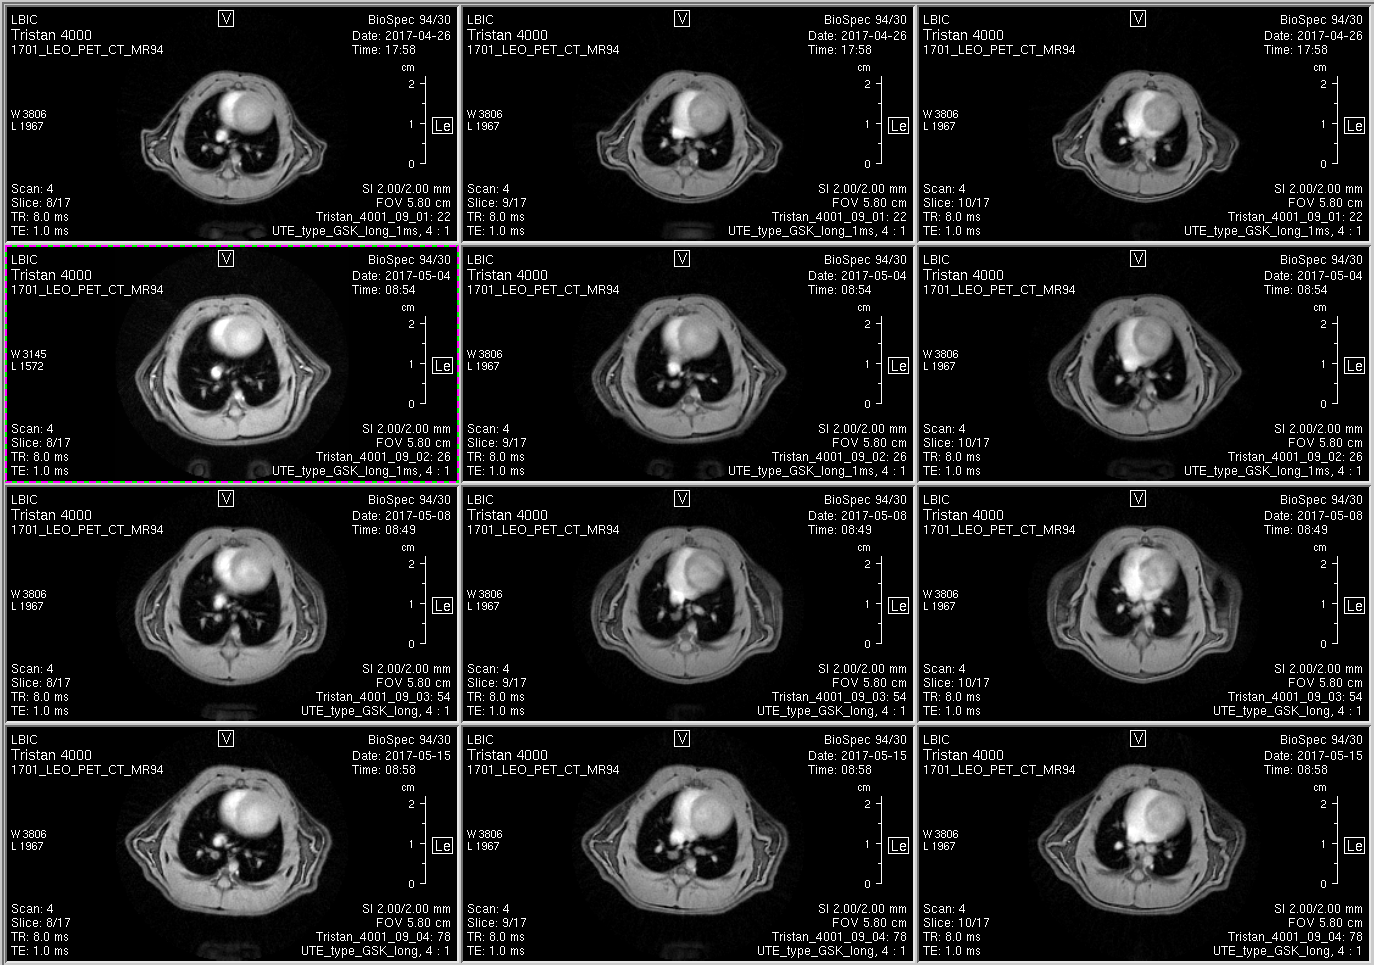 LBIC
V
BioSpec 94/30
Tristan 4000
Date: 2017-04-26
1701_LEO_PET_CT_MR94
Time: 17:58
cm
2
W 3806
L 1967
1
Le
0
Scan: 4
SI 2.00/2.00 mm
Slice: 8/17
FOV 5.80 cm
TR: 8.0 ms
Tristan_4001_09_01: 22
TE: 1.0 ms
UTE_type_GSK_long_1ms, 4 : 1
LBIC
V
BioSpec 94/30
Tristan 4000
Date: 2017-04-26
1701_LEO_PET_CT_MR94
Time: 17:58
cm
2
W 3806
L 1967
1
Le
0
Scan: 4
SI 2.00/2.00 mm
Slice: 9/17
FOV 5.80 cm
TR: 8.0 ms
Tristan_4001_09_01: 22
TE: 1.0 ms
UTE_type_GSK_long_1ms, 4 : 1
LBIC
V
BioSpec 94/30
Tristan 4000
Date: 2017-04-26
1701_LEO_PET_CT_MR94
Time: 17:58
cm
2
W 3806
L 1967
1
Le
0
Scan: 4
SI 2.00/2.00 mm
Slice: 10/17
FOV 5.80 cm
TR: 8.0 ms
Tristan_4001_09_01: 22
TE: 1.0 ms
UTE_type_GSK_long_1ms, 4 : 1
LBIC
V
BioSpec 94/30
Tristan 4000
Date: 2017-05-04
1701_LEO_PET_CT_MR94
Time: 08:54
cm
2
W 3145
L 1572
1
Le
0
Scan: 4
SI 2.00/2.00 mm
Slice: 8/17
FOV 5.80 cm
TR: 8.0 ms
Tristan_4001_09_02: 26
TE: 1.0 ms
UTE_type_GSK_long_1ms, 4 : 1
LBIC
V
BioSpec 94/30
Tristan 4000
Date: 2017-05-04
1701_LEO_PET_CT_MR94
Time: 08:54
cm
2
W 3806
L 1967
1
Le
0
Scan: 4
SI 2.00/2.00 mm
Slice: 9/17
FOV 5.80 cm
TR: 8.0 ms
Tristan_4001_09_02: 26
TE: 1.0 ms
UTE_type_GSK_long_1ms, 4 : 1
LBIC
V
BioSpec 94/30
Tristan 4000
Date: 2017-05-04
1701_LEO_PET_CT_MR94
Time: 08:54
cm
2
W 3806
L 1967
1
Le
0
Scan: 4
SI 2.00/2.00 mm
Slice: 10/17
FOV 5.80 cm
TR: 8.0 ms
Tristan_4001_09_02: 26
TE: 1.0 ms
UTE_type_GSK_long_1ms, 4 : 1
LBIC
V
BioSpec 94/30
Tristan 4000
Date: 2017-05-08
1701_LEO_PET_CT_MR94
Time: 08:49
cm
2
W 3806
L 1967
1
Le
0
Scan: 4
SI 2.00/2.00 mm
Slice: 8/17
FOV 5.80 cm
TR: 8.0 ms
Tristan_4001_09_03: 54
TE: 1.0 ms
UTE_type_GSK_long, 4 : 1
LBIC
V
BioSpec 94/30
Tristan 4000
Date: 2017-05-08
1701_LEO_PET_CT_MR94
Time: 08:49
cm
2
W 3806
L 1967
1
Le
0
Scan: 4
SI 2.00/2.00 mm
Slice: 9/17
FOV 5.80 cm
TR: 8.0 ms
Tristan_4001_09_03: 54
TE: 1.0 ms
UTE_type_GSK_long, 4 : 1
LBIC
V
BioSpec 94/30
Tristan 4000
Date: 2017-05-08
1701_LEO_PET_CT_MR94
Time: 08:49
cm
2
W 3806
L 1967
1
Le
0
Scan: 4
SI 2.00/2.00 mm
Slice: 10/17
FOV 5.80 cm
TR: 8.0 ms
Tristan_4001_09_03: 54
TE: 1.0 ms
UTE_type_GSK_long, 4 : 1
LBIC
V
BioSpec 94/30
Tristan 4000
Date: 2017-05-15
1701_LEO_PET_CT_MR94
Time: 08:58
cm
2
W 3806
L 1967
1
Le
0
Scan: 4
SI 2.00/2.00 mm
Slice: 8/17
FOV 5.80 cm
TR: 8.0 ms
Tristan_4001_09_04: 78
TE: 1.0 ms
UTE_type_GSK_long, 4 : 1
LBIC
V
BioSpec 94/30
Tristan 4000
Date: 2017-05-15
1701_LEO_PET_CT_MR94
Time: 08:58
cm
2
W 3806
L 1967
1
Le
0
Scan: 4
SI 2.00/2.00 mm
Slice: 9/17
FOV 5.80 cm
TR: 8.0 ms
Tristan_4001_09_04: 78
TE: 1.0 ms
UTE_type_GSK_long, 4 : 1
LBIC
V
BioSpec 94/30
Tristan 4000
Date: 2017-05-15
1701_LEO_PET_CT_MR94
Time: 08:58
cm
2
W 3806
L 1967
1
Le
0
Scan: 4
SI 2.00/2.00 mm
Slice: 10/17
FOV 5.80 cm
TR: 8.0 ms
Tristan_4001_09_04: 78
TE: 1.0 ms
UTE_type_GSK_long, 4 : 1